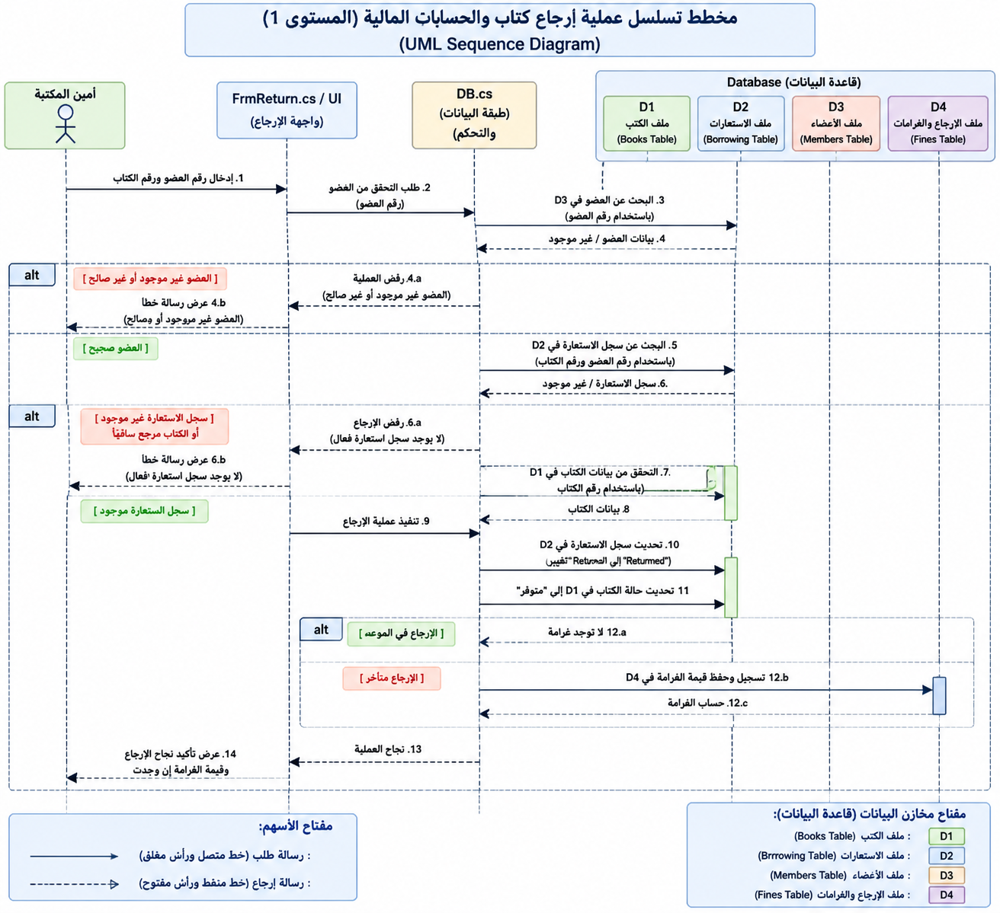 مخطط تسلسل عملية إرجاع كتاب والحسابات المالية (المستوى 1)
(UML Sequence Diagram)
أمين المكتبة
FrmReturn.cs / UI
(واجهة الإرجاع)
DB.cs
(طبقة البيانات)
والتحكم)
Database (قاعدة البيانات)
D1
ملف الكتب
(Books Table)
D2
ملف الاستعارات
(Borrowing Table)
D3
ملف الأعضاء
(Members Table)
D4
ملف الإرجاع والغرامات
(Fines Table)
1. إدخال رقم العضو ورقم الكتاب
2. طلب التحقق من الغضو
(رقم العضو)
3. البحث عن العضو في D3
(باستخدام رقم العضو)
4. بيانات العضو / غير موجود
alt
[ العضو غير موجود أو غير صالح ]
4.a. رفض العملية
(العضو غير مرجود أو غير صالح)
4.b عرض رسالة خطأ
(العضو غير مروجود أو وصالح)
[ العضو صحيح ]
5. البحث عن سجل الاستعارة في D2
(باستخدام رقم العضو ورقم الكتاب)
6. سجل الاستعارة / غير موجود
alt
[ سجل الاستعارة غير موجود ]
أو الكتاب مرجع
6.a. رفض الإرجاع
(لا يوجد سجل استعارة فعال)
6.b عرض رسالة خطأ
(لا يوجد سجل استعارة فعال)
7. التحقق من بيانات الكتاب في D1
(باستخدام رقم الكتاب
8. بيانات الكتاب
[ سجل الستعارة موجود ]
9. تنفيذ عملية الإرجاع
10. تحديث سجل الاستعارة في D2
إلى "Returmed")
11 تحديت حالة الكتاب في D1 إلي "متوفر"
alt
[ الإرجاع في ]
12.a لا توجد غرامة
[ الإرجاع متأخر ]
12.b تسجيل وحفظ قيمة الغرامة في D4
12.c. حساب الغرامة
13. نجاح العملية
14. عرض تأكيد نجاح الإرجاع
وقيمة الغرامة إن وجدت
مفتاح الأسهم:
: رسالة طلب (خط متصل ورأس مغلق)
: رسالة إرجاع (خط منقط ورأس مفتوح)
مفتاح مخازن البيانات (قاعدة البيانات):
D1 : ملف الكتب (Books Table)
D2 : ملف الاستعارات (Brrrowing Table)
D3 : ملف الأغضاء (Members Table)
D4 : ملف الإرجاع والغرامات (Fines Table)